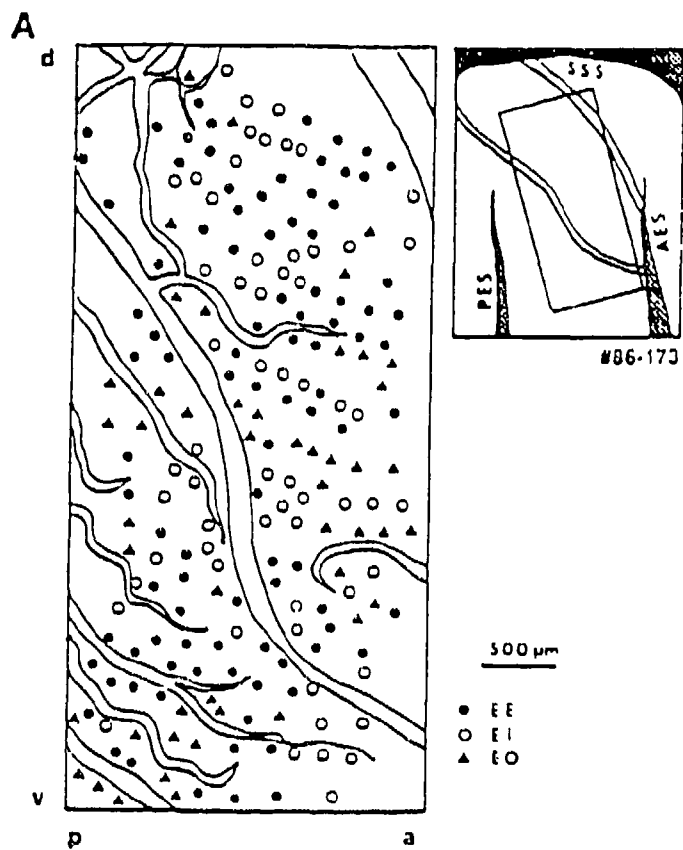 A
d
SSS
PES
AES
#86-173
500 µm
● EE
○ EI
▲ EO
v
p
a